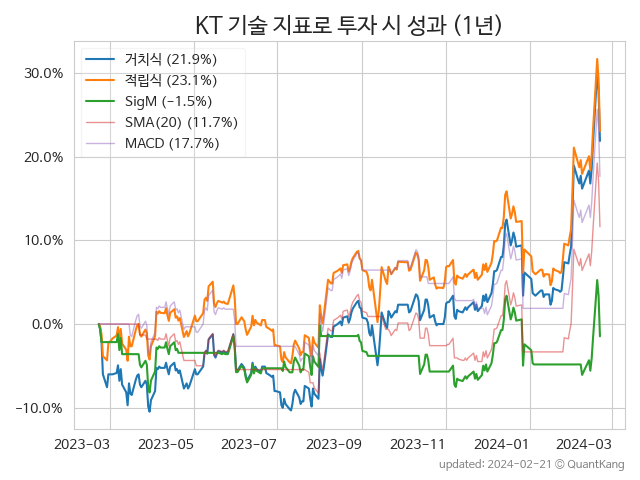 KT 기술 지표로 투자 시 성과 (1년)
거치식 (21.9%)
적립식 (23.1%)
SigM (-1.5%)
SMA(20) (11.7%)
MACD (17.7%)
30.0%
20.0%
10.0%
0.0%
-10.0%
2023-03 2023-05 2023-07 2023-09 2023-11 2024-01 2024-03
updated: 2024-02-21 © QuantKang